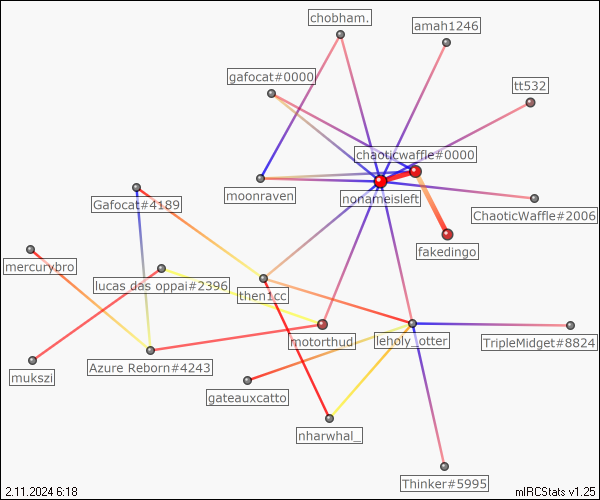 chobham.
amah1246
gafocat#0000
tt532
chaoticwaffle#0000
moonraven
nonameisleft
Gafocat#4189
ChaoticWaffle#2006
fakedingo
mercurybro
lucas das oppai#2396
then1cc
motorthud
leholy_otter
TripleMidget#8824
mukszi
Azure Reborn#4243
gateauxcatto
nharwhal_
Thinker#5995
2.11.2024 6:18
mIRCStats v1.25